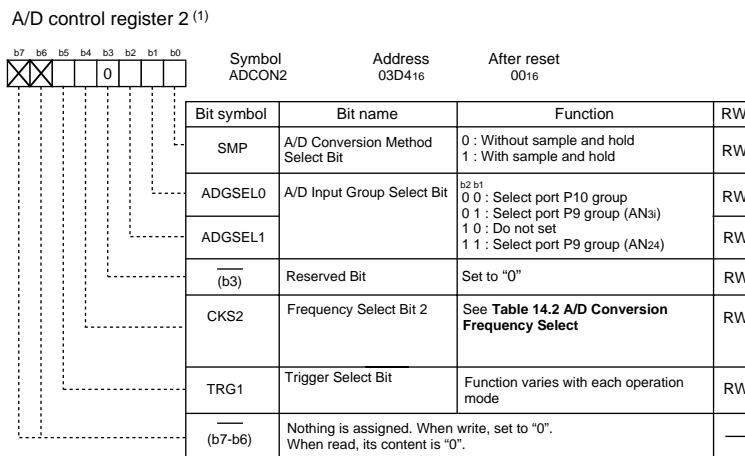 A/D control register 2 (1)
b7 b6 b5 b4 b3 b2 b1 b0
0
Symbol Address After reset
ADCON2 03D416 0016
Bit symbol Bit name Function RW
SMP A/D Conversion Method Select Bit 0 : Without sample and hold RW
1 : With sample and hold
ADGSEL0 A/D Input Group Select Bit b2 b1 RW
0 0 : Select port P10 group
0 1 : Select port P9 group (AN3i)
ADGSEL1 1 0 : Do not set RW
1 1 : Select port P9 group (AN24)
(b3) Reserved Bit Set to “0” RW
CKS2 Frequency Select Bit 2 See Table 14.2 A/D Conversion Frequency Select RW
TRG1 Trigger Select Bit Function varies with each operation mode RW
(b7-b6) Nothing is assigned. When write, set to “0”. —
When read, its content is “0”.